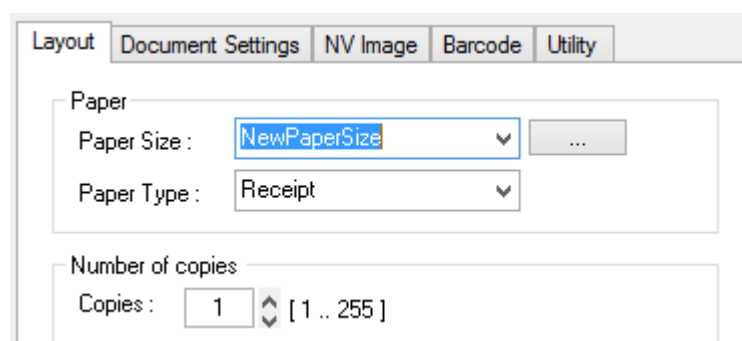 Layout Document Settings NV Image Barcode Utility
Paper
Paper Size : NewPaperSize ...
Paper Type : Receipt
Number of copies
Copies : 1 [ 1 .. 255 ]